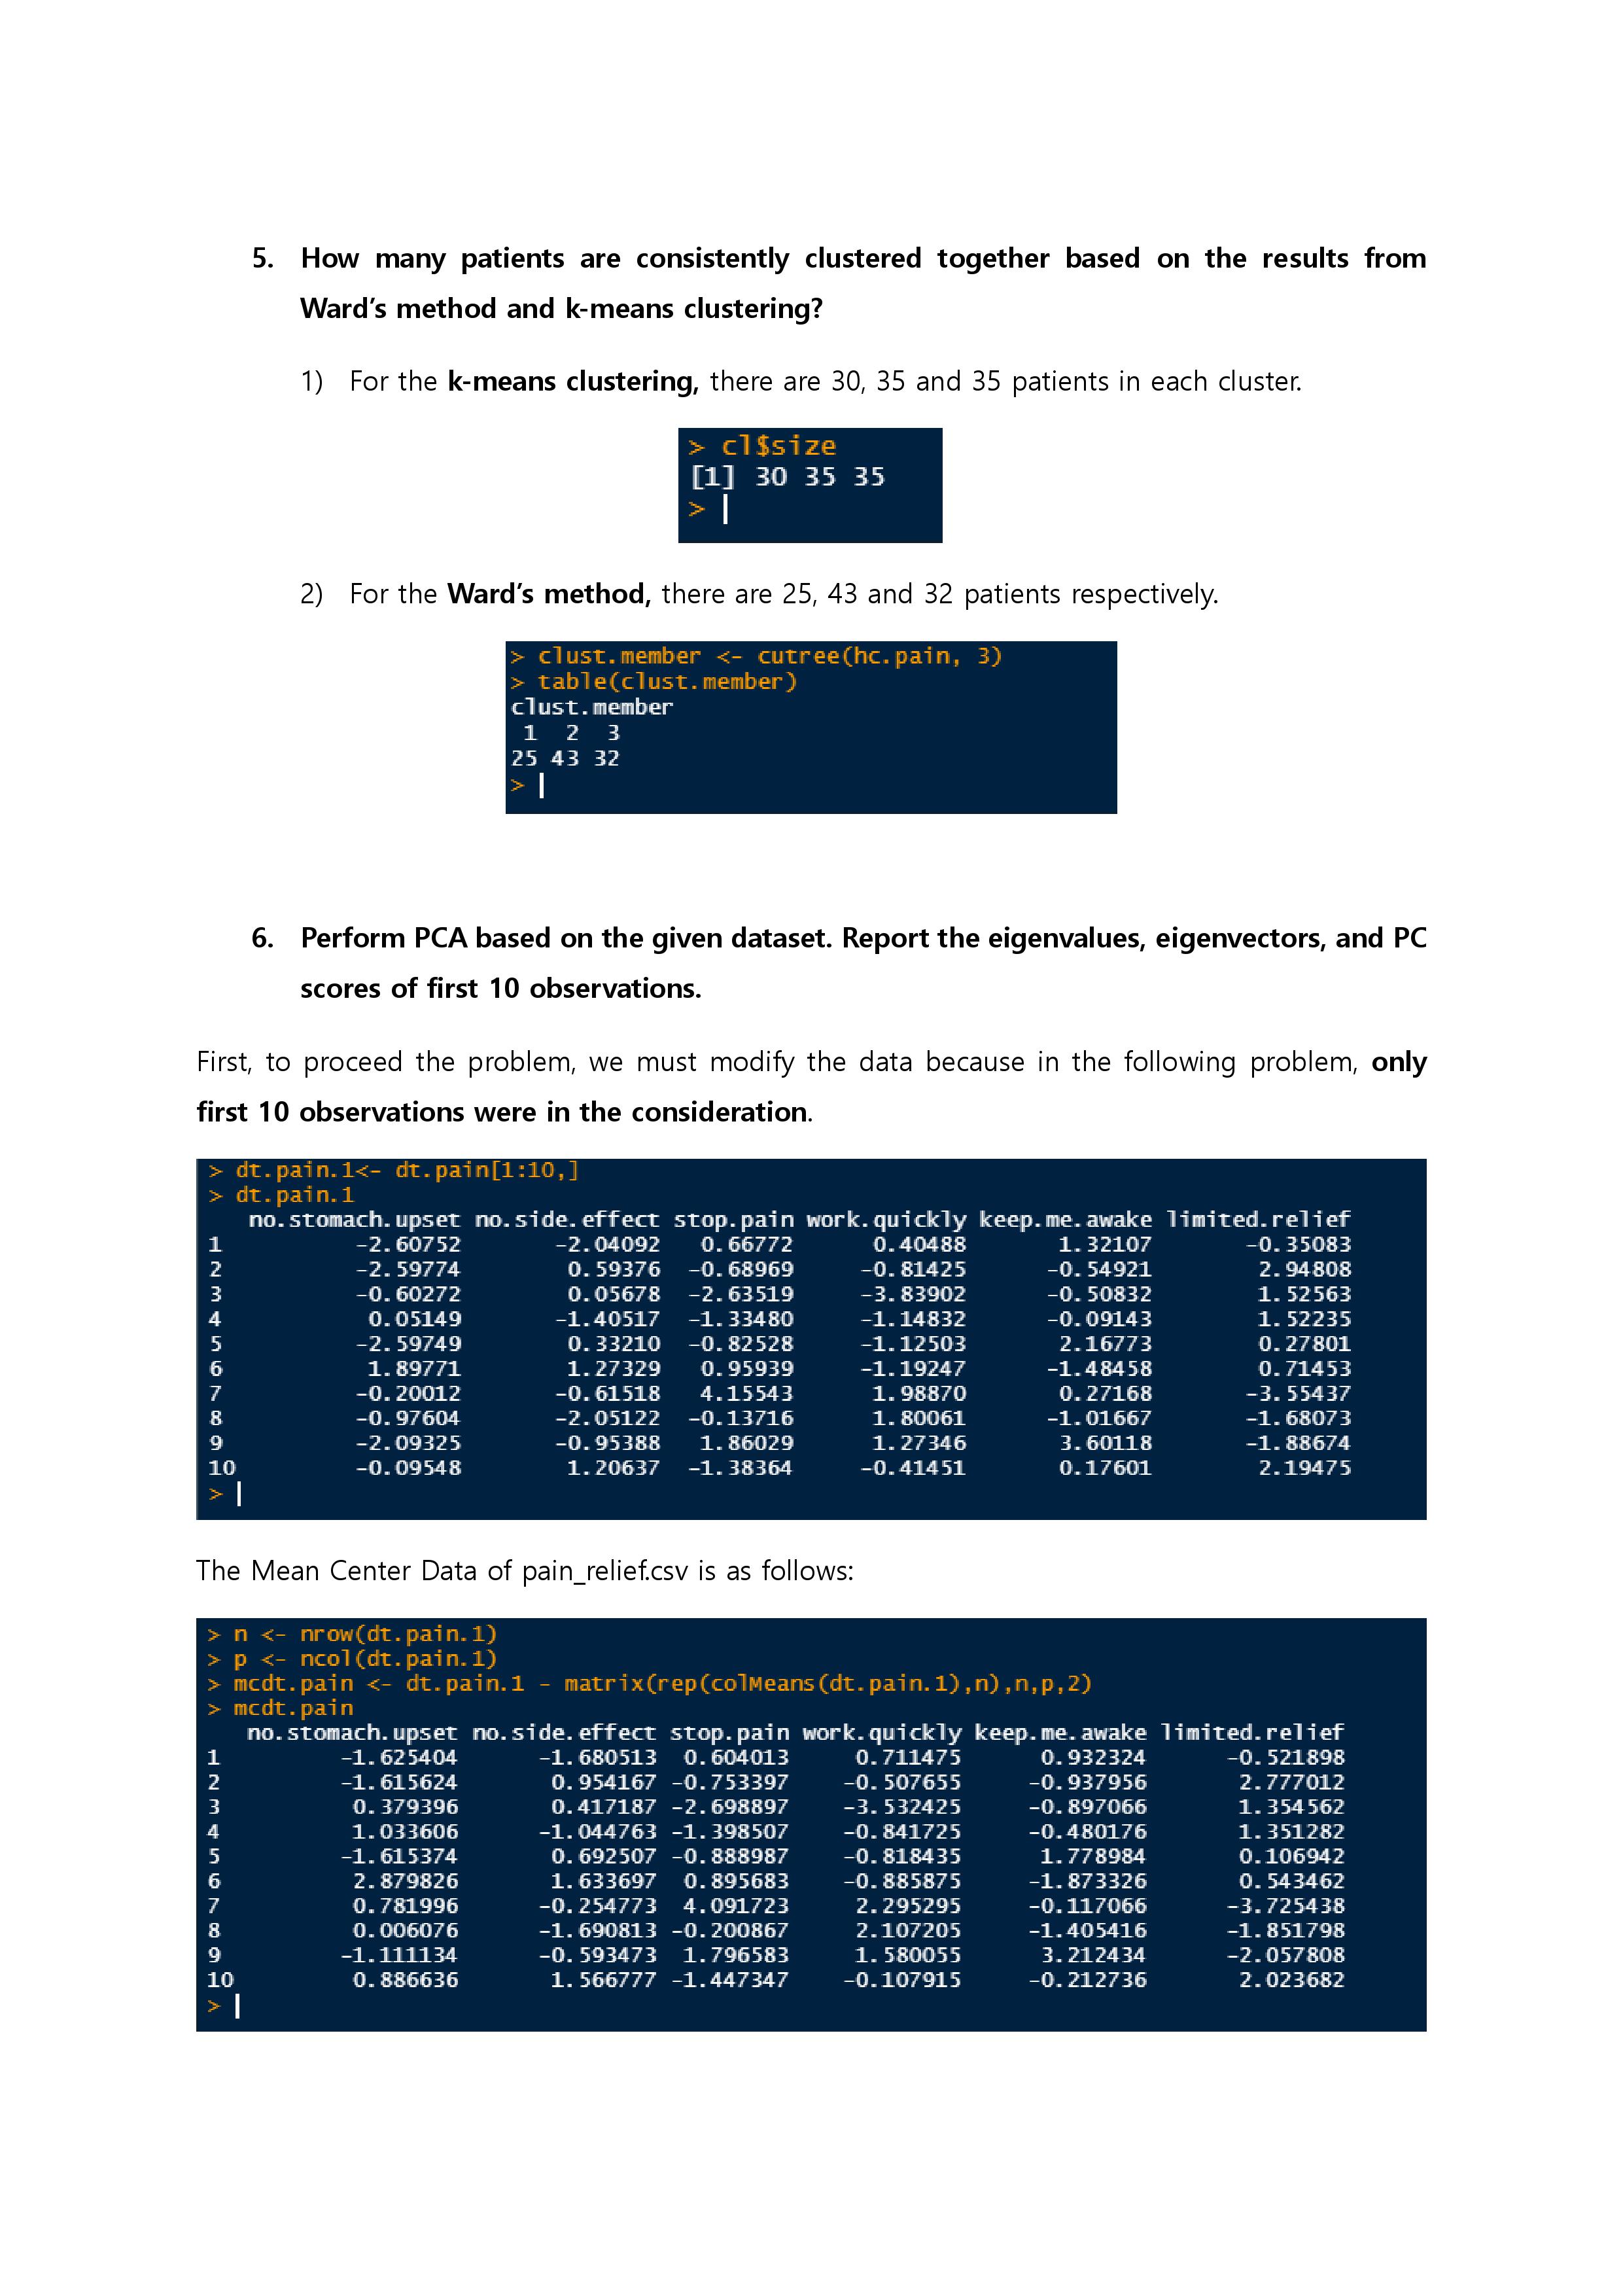 5. How many patients are consistently clustered together based on the results from
Ward's method and k-means clustering?
1) For the k-means clustering, there are 30, 35 and 35 patients in each cluster.
> cl$size
[1] 30 35 35
>
2) For the Ward's method, there are 25, 43 and 32 patients respectively.
> clust.member <- cutree(hc.pain, 3)
> table(clust.member)
clust.member
1 2 3
25 43 32
>
6. Perform PCA based on the given dataset. Report the eigenvalues, eigenvectors, and PC
scores of first 10 observations.
First, to proceed the problem, we must modify the data because in the following problem, only
first 10 observations were in the consideration.
> dt.pain.1<- dt.pain[1:10,]
> dt.pain.1
no.stomach.upset no.side.effect stop.pain work.quickly keep.me.awake limited.relief
1 -2.60752 -2.04092 0.66772 0.40488 1.32107 -0.35083
2 -2.59774 0.59376 -0.68969 -0.81425 -0.54921 2.94808
3 -0.60272 0.05678 -2.63519 -3.83902 -0.50832 1.52563
4 0.05149 -1.40517 -1.33480 -1.14832 -0.09143 1.52235
5 -2.59749 0.33210 -0.82528 -1.12503 2.16773 0.27801
6 1.89771 1.27329 0.95939 -1.19247 -1.48458 0.71453
7 -0.20012 -0.61518 4.15543 1.98870 0.27168 -3.55437
8 -0.97604 -2.05122 -0.13716 1.80061 -1.01667 -1.68073
9 -2.09325 -0.95388 1.86029 1.27346 3.60118 -1.88674
10 -0.09548 1.20637 -1.38364 -0.41451 0.17601 2.19475
>
The Mean Center Data of pain_relief.csv is as follows:
> n <- nrow(dt.pain.1)
> p <- ncol(dt.pain.1)
> mcdt.pain <- dt.pain.1 - matrix(rep(colMeans(dt.pain.1),n),n,p,2)
> mcdt.pain
no.stomach.upset no.side.effect stop.pain work.quickly keep.me.awake limited.relief
1 -1.625404 -1.680513 0.604013 0.711475 0.932324 -0.521898
2 -1.615624 0.954167 -0.753397 -0.507655 -0.937956 2.777012
3 0.379396 0.417187 -2.698897 -3.532425 -0.897066 1.354562
4 1.033606 -1.044763 -1.398507 -0.841725 -0.480176 1.351282
5 -1.615374 0.692507 -0.888987 -0.818435 1.778984 0.106942
6 2.879826 1.633697 0.895683 -0.885875 -1.873326 0.543462
7 0.781996 -0.254773 4.091723 2.295295 -0.117066 -3.725438
8 0.006076 -1.690813 -0.200867 2.107205 -1.405416 -1.851798
9 -1.111134 -0.593473 1.796583 1.580055 3.212434 -2.057808
10 0.886636 1.566777 -1.447347 -0.107915 -0.212736 2.023682
>